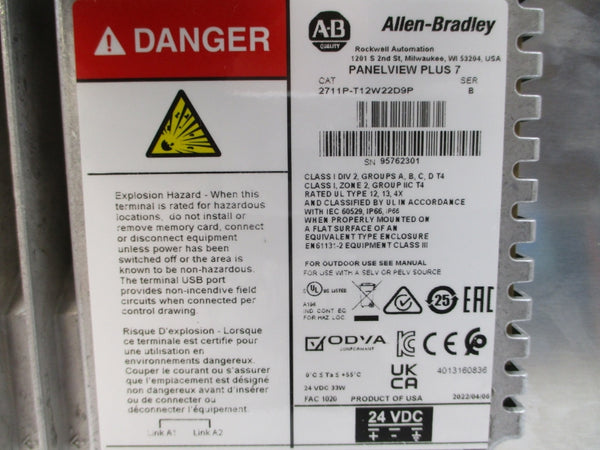 DANGER
Explosion Hazard - When this
terminal is rated for hazardous
locations, do not install or
remove memory card, connect
or disconnect equipment
unless power has been
switched off or the area is
known to be non-hazardous.
The terminal USB port
provides non-incendive field
circuits when connected per
control drawing.
Risque D'explosion - Lorsque
ce terminale est certifie pour
une utilisation en
environnements dangereux.
Couper le courant ou s'assurer
que l'emplacement est désigné
non dangereux avant d'insérer
ou de connecter ou
déconnecter l'équipement.
Link A1 Link A2
A-B
QUALITY
Allen-Bradley
Rockwell Automation
1201 S 2nd St, Milwaukee, WI 53204, USA
PANELVIEW PLUS 7
CAT SER
2711P-T12W22D9P B
SN 95762301
CLASS I DIV 2, GROUPS A, B, C, D T4
CLASS I, ZONE 2, GROUP IIC T4
RATED UL TYPE 12, 13, 4X
AND CLASSIFIED BY UL IN ACCORDANCE
WITH IEC 60529, IP66, IP66
WHEN PROPERLY MOUNTED ON
A FLAT SURFACE OF AN
EQUIVALENT TYPE ENCLOSURE
EN61131-2 EQUIPMENT CLASS III
FOR OUTDOOR USE SEE MANUAL
FOR USE WITH A SELV OR PELV SOURCE
UL US LISTED
25 EAC
A194
IND CONT EQ
FOR HAZ LOC
ODVA
CONFORMANT
CE
UK
CA
4013160836
0°C ≤ Ta ≤ +55°C
24 VDC 33W
FAC 1020 PRODUCT OF USA 2022/04/06
24 VDC
+ -